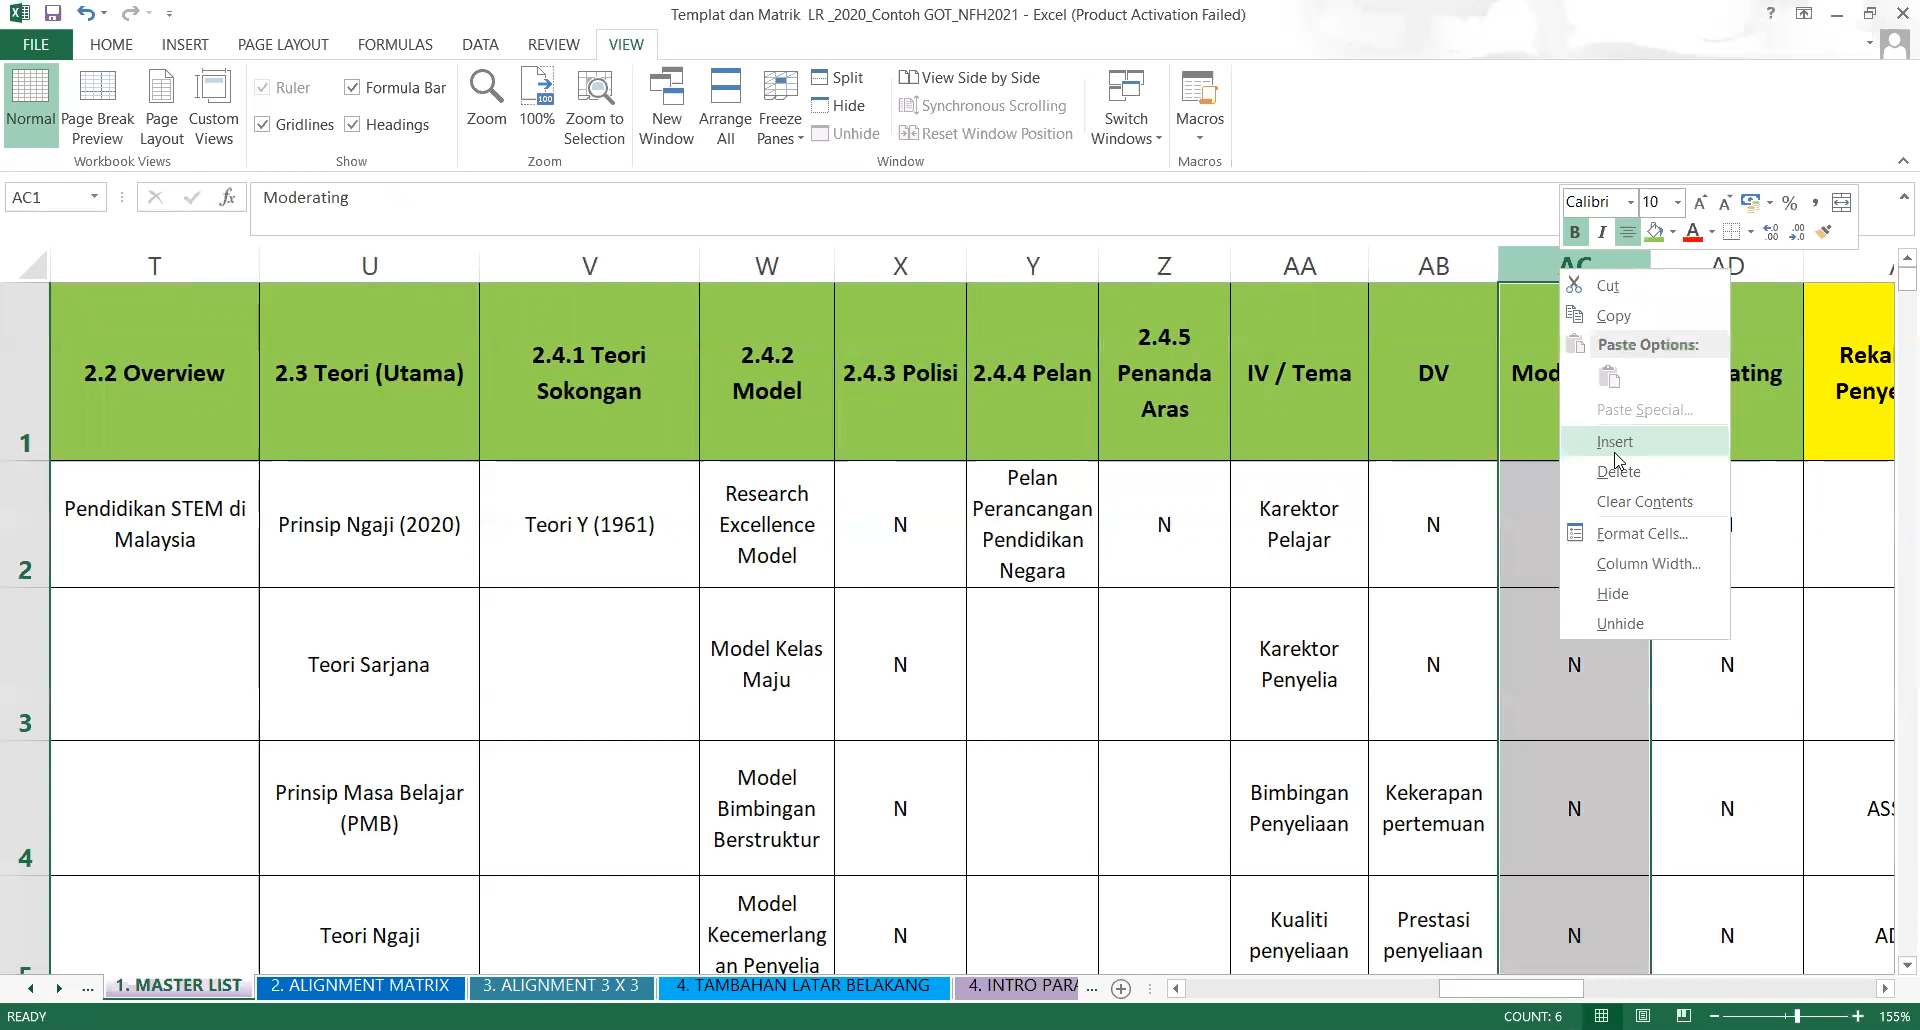 Templat dan Matrik LR _2020_Contoh GOT_NFH2021 - Excel (Product Activation Failed)
?
FILE HOME INSERT PAGE LAYOUT FORMULAS DATA REVIEW VIEW
Normal
Page Break Preview
Page Layout
Custom Views
Workbook Views
Ruler
Formula Bar
Gridlines
Headings
Show
Zoom
100%
Zoom to Selection
Zoom
New Window
Arrange All
Freeze Panes
Split
Hide
Unhide
View Side by Side
Synchronous Scrolling
Reset Window Position
Window
Switch Windows
Macros
Macros
AC1
fx
Moderating
Calibri 10
%
B I A
T U V W X Y Z AA AB AC AD
1
2.2 Overview
2.3 Teori (Utama)
2.4.1 Teori
Sokongan
2.4.2
Model
2.4.3 Polisi
2.4.4 Pelan
2.4.5
Penanda
Aras
IV / Tema
DV
Mod
ating
Reka
Penye
2
Pendidikan STEM di
Malaysia
Prinsip Ngaji (2020)
Teori Y (1961)
Research
Excellence
Model
N
Pelan
Perancangan
Pendidikan
Negara
N
Karektor
Pelajar
N
3
Teori Sarjana
Model Kelas
Maju
N
Karektor
Penyelia
N
N
N
4
Prinsip Masa Belajar
(PMB)
Model
Bimbingan
Berstruktur
N
Bimbingan
Penyeliaan
Kekerapan
pertemuan
N
N
5
Teori Ngaji
Model
Kecemerlang
an Penyelia
N
Kualiti
penyeliaan
Prestasi
penyeliaan
N
N
Cut
Copy
Paste Options:
Paste Special...
Insert
Delete
Clear Contents
Format Cells...
Column Width...
Hide
Unhide
... 1. MASTER LIST 2. ALIGNMENT MATRIX 3. ALIGNMENT 3 X 3 4. TAMBAHAN LATAR BELAKANG 4. INTRO PARA ...
READY
COUNT: 6
155%